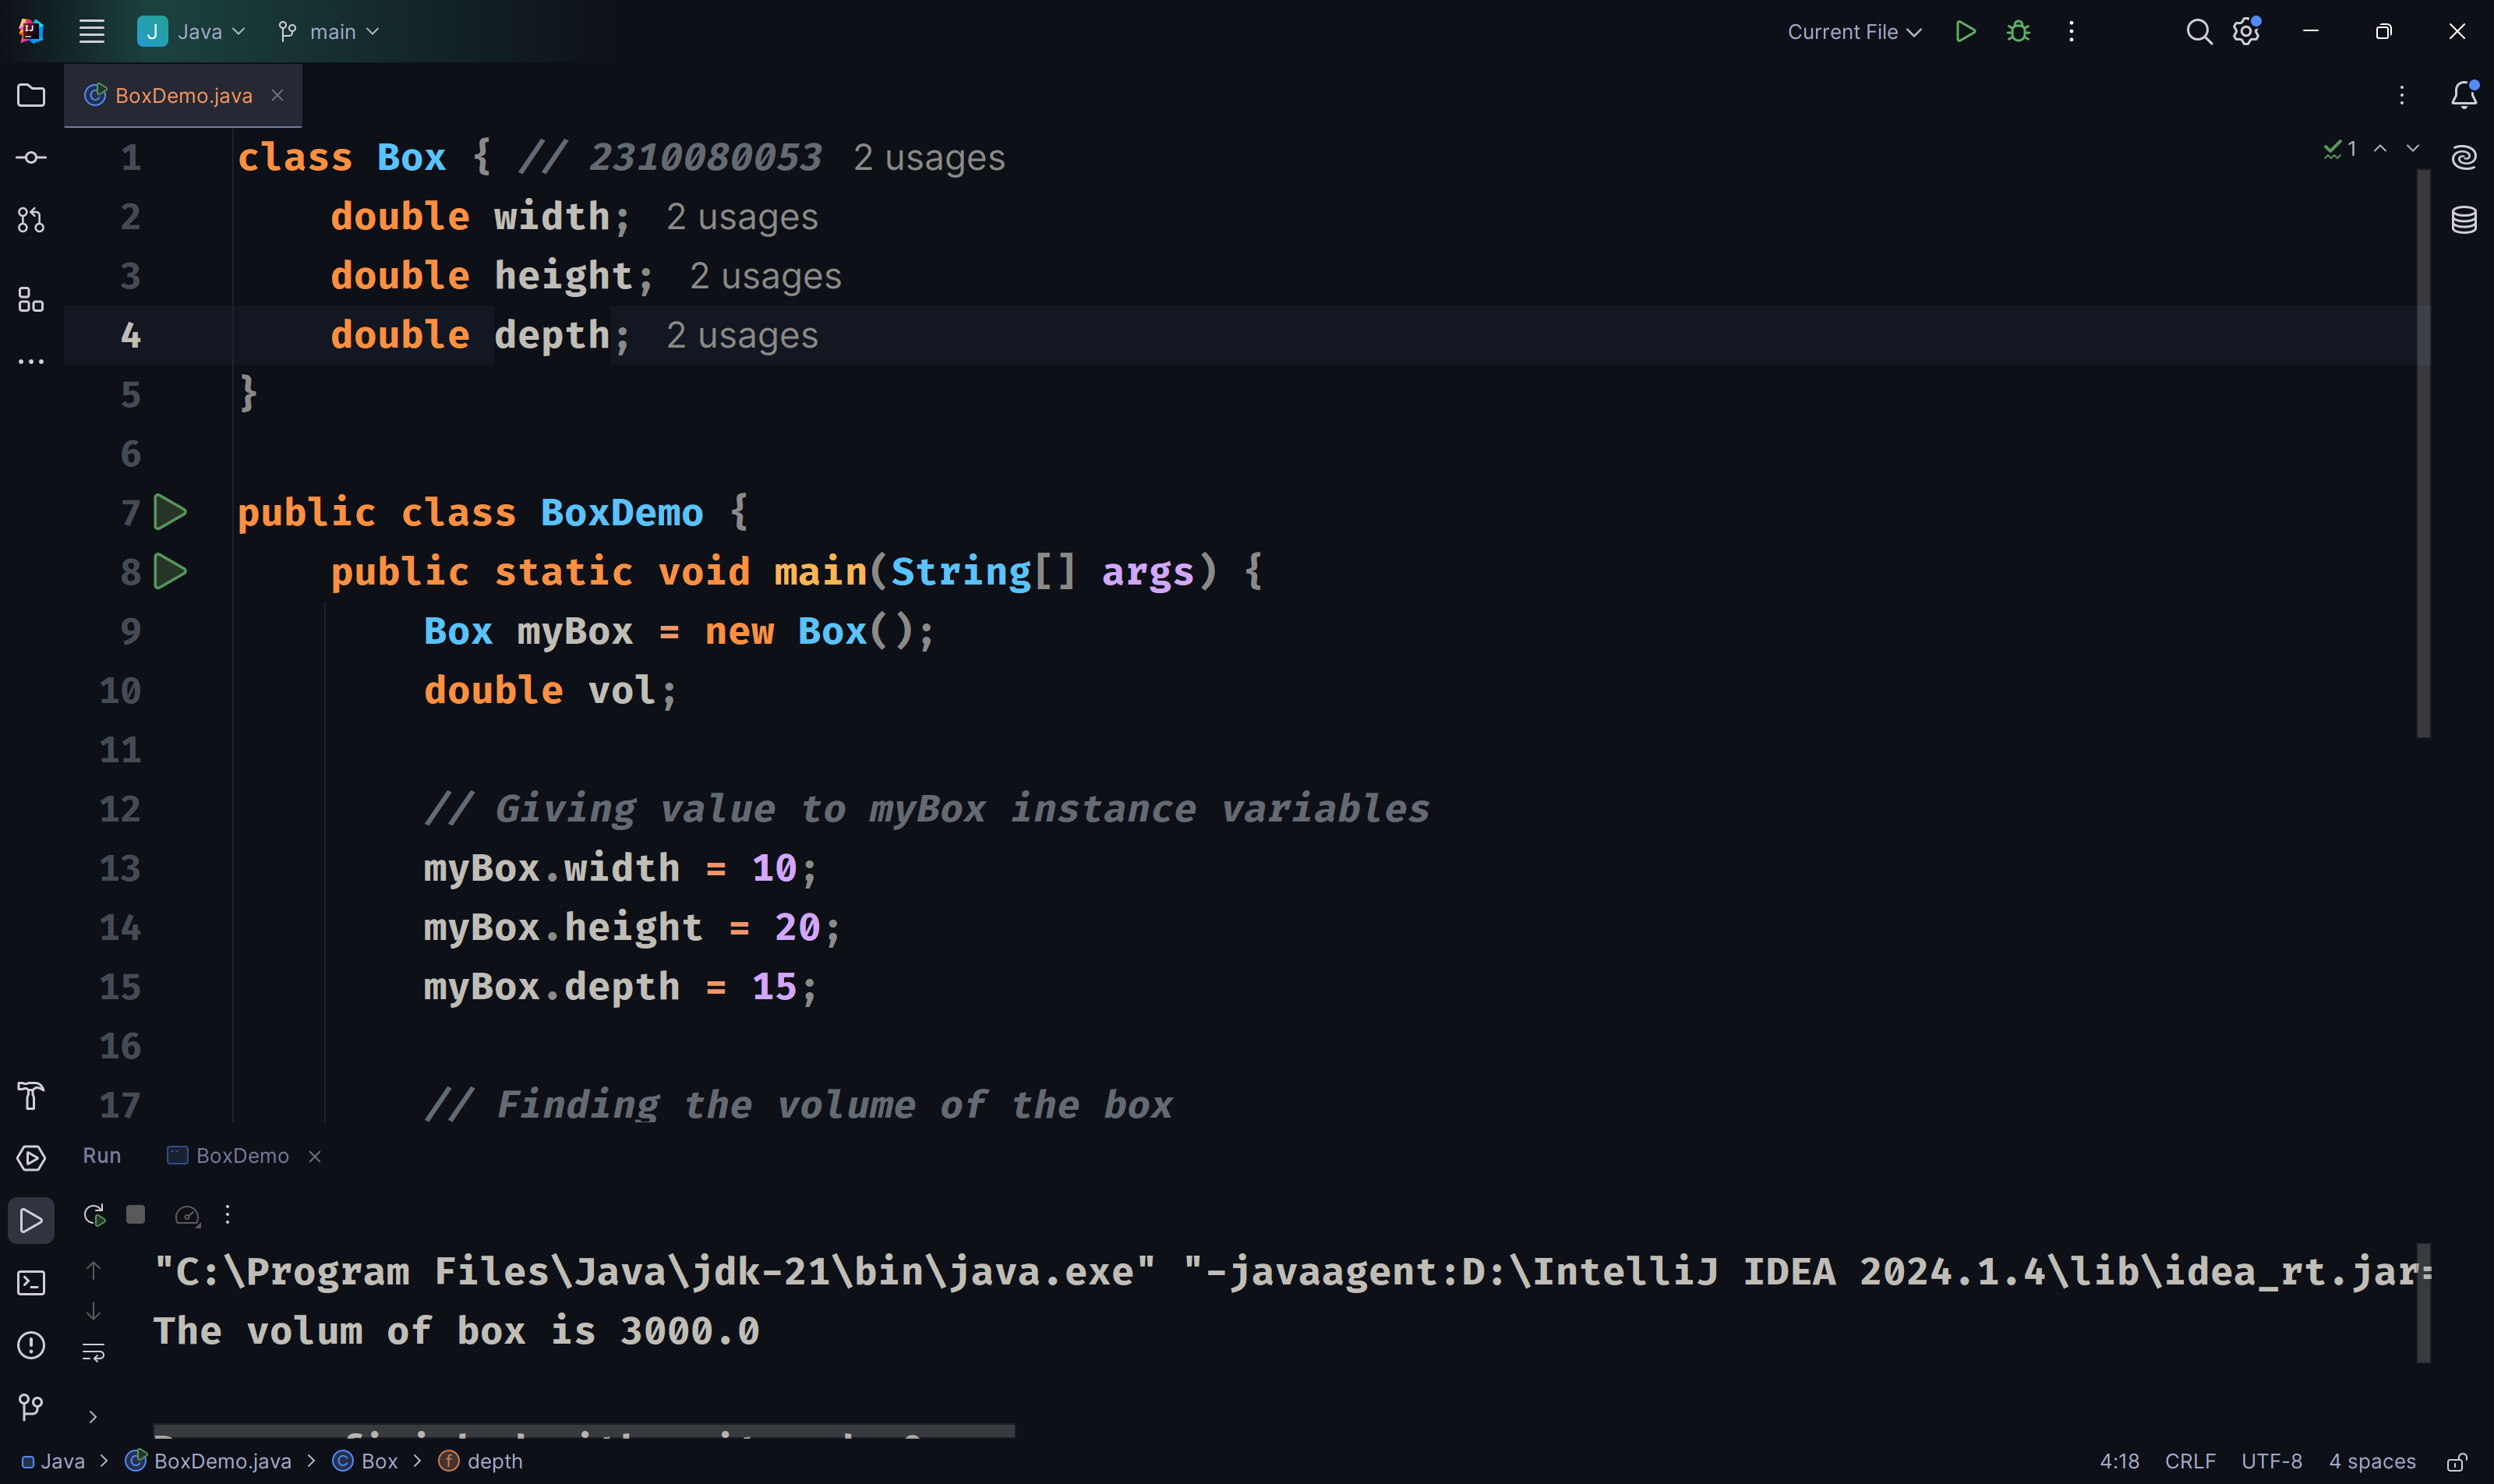 J Java main Current File
BoxDemo.java
1 class Box { // 2310080053 2 usages
2 double width; 2 usages
3 double height; 2 usages
4 double depth; 2 usages
5 }
6
7 public class BoxDemo {
8 public static void main(String[] args) {
9 Box myBox = new Box();
10 double vol;
11
12 // Giving value to myBox instance variables
13 myBox.width = 10;
14 myBox.height = 20;
15 myBox.depth = 15;
16
17 // Finding the volume of the box
1
Run BoxDemo
"C:\Program Files\Java\jdk-21\bin\java.exe" "-javaagent:D:\IntelliJ IDEA 2024.1.4\lib\idea_rt.jar=
The volum of box is 3000.0
Java > BoxDemo.java > Box > depth 4:18 CRLF UTF-8 4 spaces